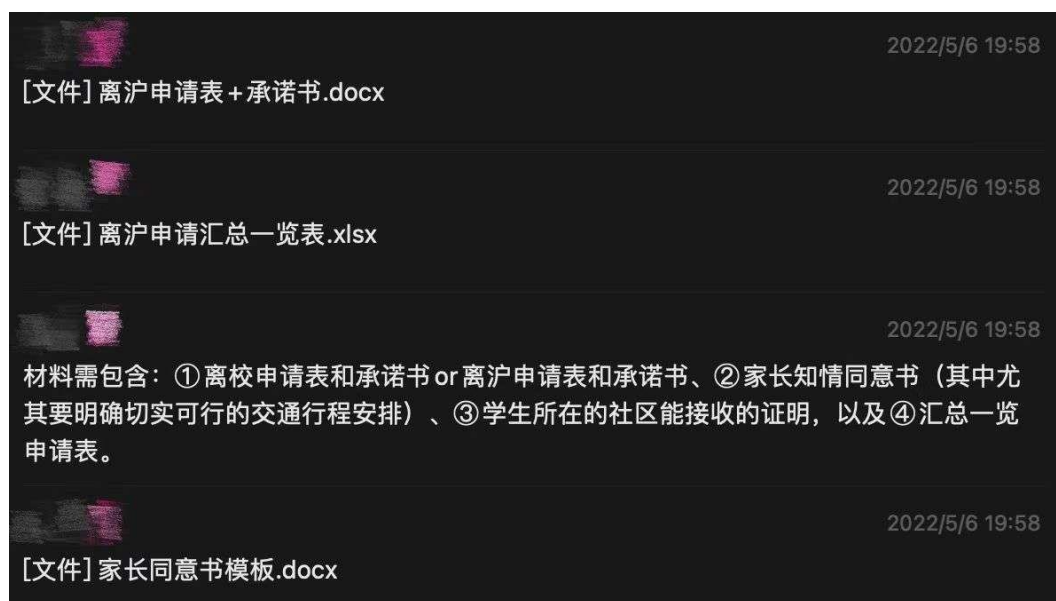 2022/5/6 19:58
[文件] 离沪申请表+承诺书.docx
2022/5/6 19:58
[文件] 离沪申请汇总一览表.xlsx
2022/5/6 19:58
材料需包含：①离校申请表和承诺书or离沪申请表和承诺书、②家长知情同意书（其中尤
其要明确切实可行的交通行程安排）、③学生所在的社区能接收的证明，以及④汇总一览
申请表。
2022/5/6 19:58
[文件] 家长同意书模板.docx